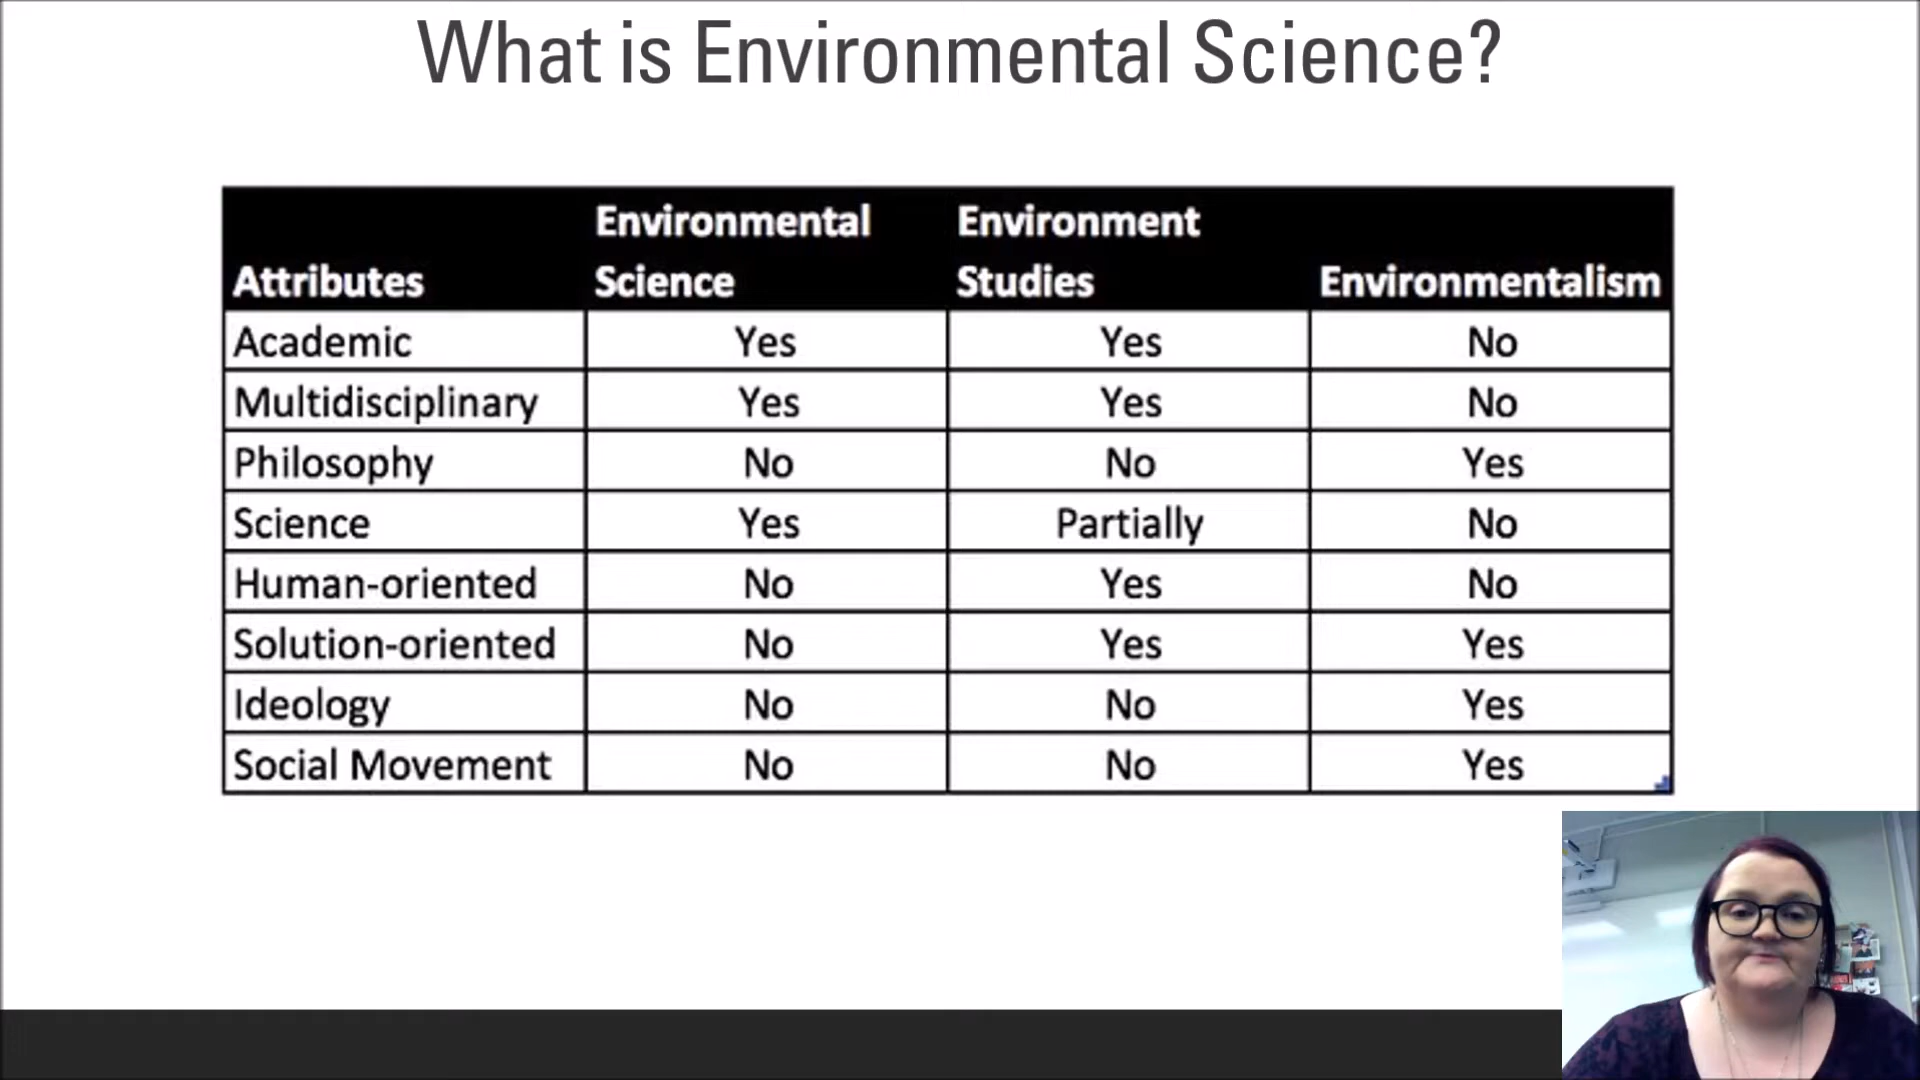 What is Environmental Science?
Environmental Environment
Attributes Science Studies Environmentalism
Academic Yes Yes No
Multidisciplinary Yes Yes No
Philosophy No No Yes
Science Yes Partially No
Human-oriented No Yes No
Solution-oriented No Yes Yes
Ideology No No Yes
Social Movement No No Yes